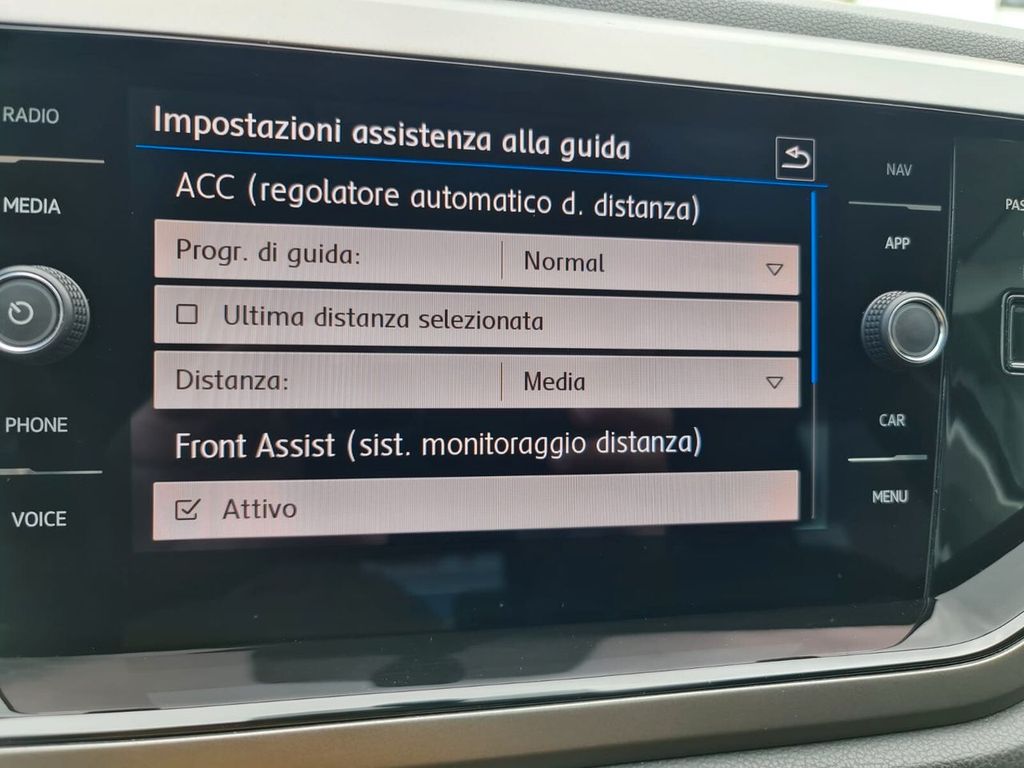 RADIO
MEDIA
PHONE
VOICE
Impostazioni assistenza alla guida
ACC (regolatore automatico d. distanza)
Progr. di guida: Normal
Ultima distanza selezionata
Distanza: Media
Front Assist (sist. monitoraggio distanza)
Attivo
NAV
APP
CAR
MENU